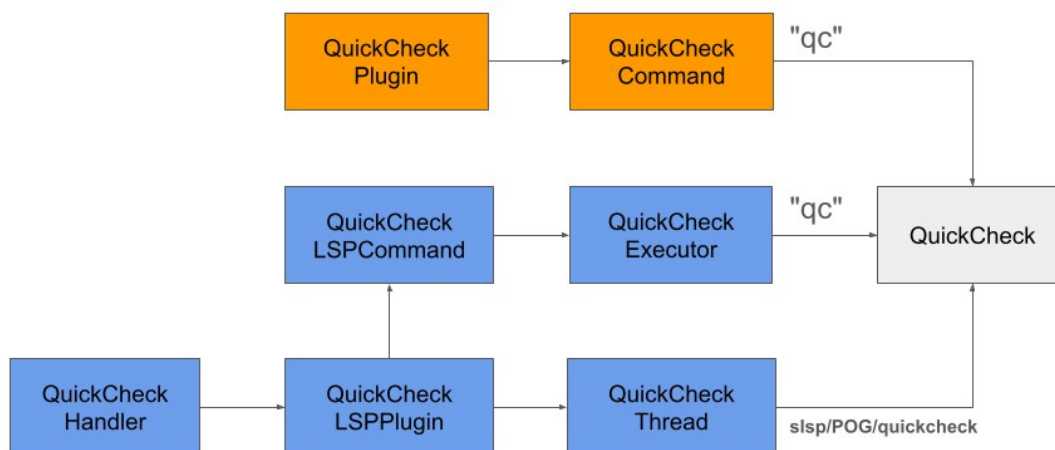 QuickCheck
Plugin
QuickCheck
Command
"qc"
QuickCheck
LSPCommand
QuickCheck
Executor
"qc"
QuickCheck
QuickCheck
Handler
QuickCheck
LSPPlugin
QuickCheck
Thread
slsp/POG/quickcheck